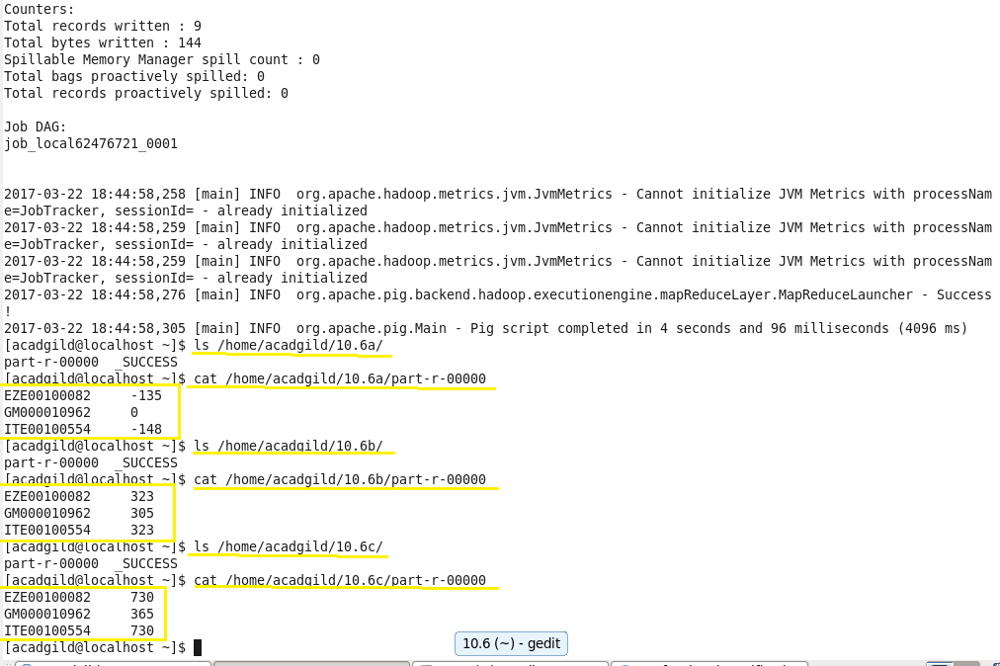 Counters:
Total records written : 9
Total bytes written : 144
Spillable Memory Manager spill count : 0
Total bags proactively spilled: 0
Total records proactively spilled: 0
Job DAG:
job_local62476721_0001
2017-03-22 18:44:58,258 [main] INFO  org.apache.hadoop.metrics.jvm.JvmMetrics - Cannot initialize JVM Metrics with processNam
e=JobTracker, sessionId= - already initialized
2017-03-22 18:44:58,259 [main] INFO  org.apache.hadoop.metrics.jvm.JvmMetrics - Cannot initialize JVM Metrics with processNam
e=JobTracker, sessionId= - already initialized
2017-03-22 18:44:58,259 [main] INFO  org.apache.hadoop.metrics.jvm.JvmMetrics - Cannot initialize JVM Metrics with processNam
e=JobTracker, sessionId= - already initialized
2017-03-22 18:44:58,276 [main] INFO  org.apache.pig.backend.hadoop.executionengine.mapReduceLayer.MapReduceLauncher - Success
!
2017-03-22 18:44:58,305 [main] INFO  org.apache.pig.Main - Pig script completed in 4 seconds and 96 milliseconds (4096 ms)
[acadgild@localhost ~]$ ls /home/acadgild/10.6a/
part-r-00000  _SUCCESS
[acadgild@localhost ~]$ cat /home/acadgild/10.6a/part-r-00000
EZE00100082     -135
GM000010962     0
ITE00100554     -148
[acadgild@localhost ~]$ ls /home/acadgild/10.6b/
part-r-00000  _SUCCESS
[acadgild@localhost ~]$ cat /home/acadgild/10.6b/part-r-00000
EZE00100082     323
GM000010962     305
ITE00100554     323
[acadgild@localhost ~]$ ls /home/acadgild/10.6c/
part-r-00000  _SUCCESS
[acadgild@localhost ~]$ cat /home/acadgild/10.6c/part-r-00000
EZE00100082     730
GM000010962     365
ITE00100554     730
[acadgild@localhost ~]$
10.6 (~) - gedit